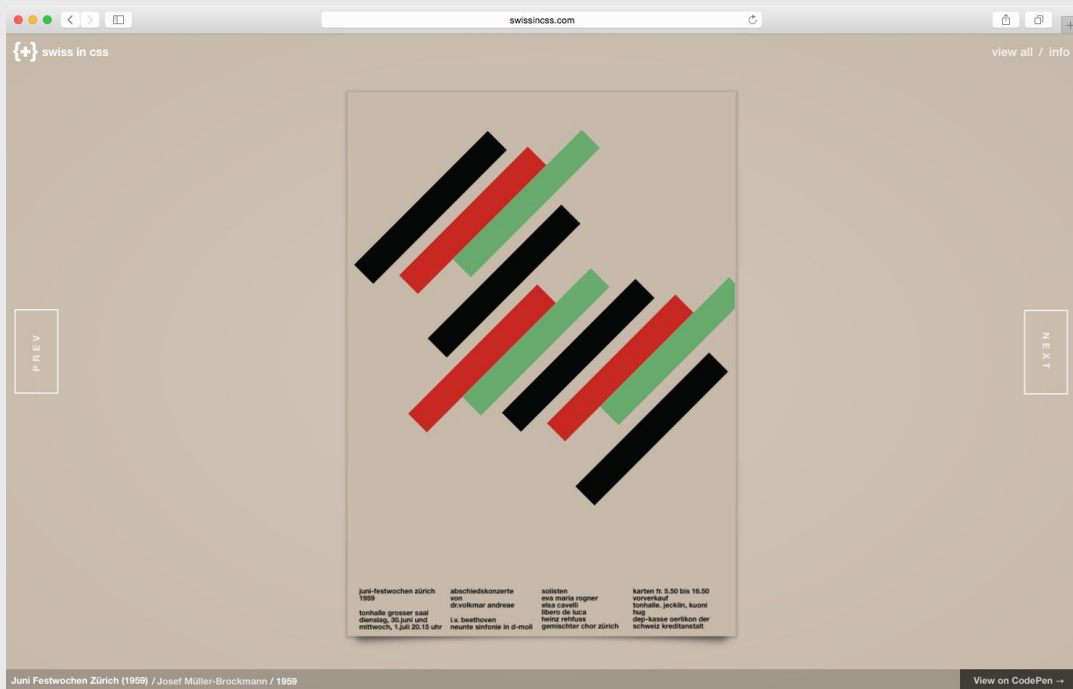 swissincss.com
{+} swiss in css
view all / info
PREV
NEXT
juni-festwochen zürich
1959
tonhalle grosser saal
dienstag, 30.juni und
mittwoch, 1.juli 20.15 uhr
abschiedskonzerte
von
dr.volkmar andreae
i.v. beethoven
neunte sinfonie in d-moll
solisten
eva maria rogner
elsa cavelli
libero de luca
heinz rehfuss
gemischter chor zürich
karten fr. 5.50 bis 16.50
vorverkauf
tonhalle. jecklin, kuoni
hug
dep-kasse oerlikon der
schweiz kreditanstalt
Juni Festwochen Zürich (1959) / Josef Müller-Brockmann / 1959
View on CodePen →